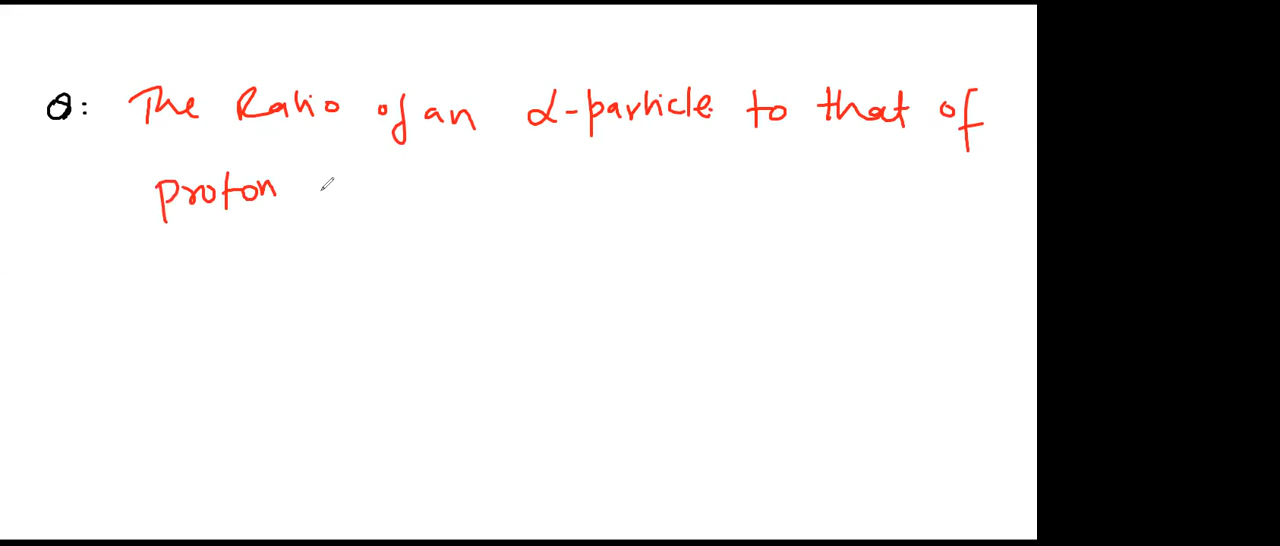 Q: The Ratio of an α-particle to that of
proton